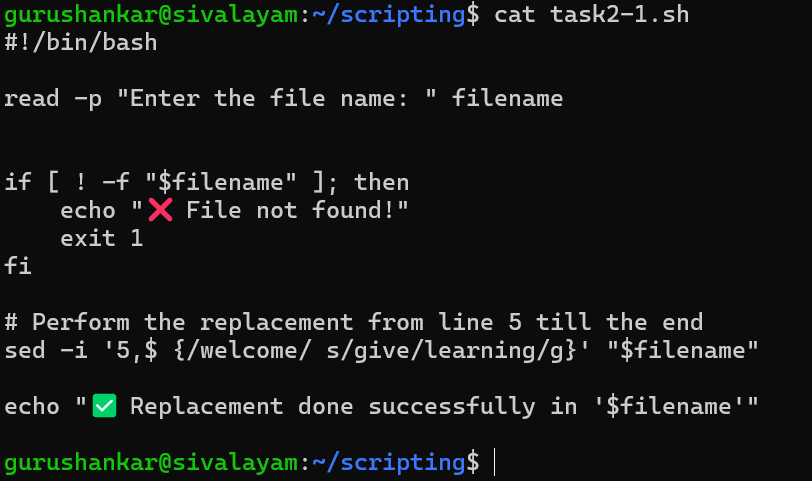 gurushankar@sivalayam:~/scripting$ cat task2-1.sh
#!/bin/bash
read -p "Enter the file name: " filename
if [ ! -f "$filename" ]; then
    echo "❌ File not found!"
    exit 1
fi
# Perform the replacement from line 5 till the end
sed -i '5,$ {/welcome/ s/give/learning/g}' "$filename"
echo "✅ Replacement done successfully in '$filename'"
gurushankar@sivalayam:~/scripting$